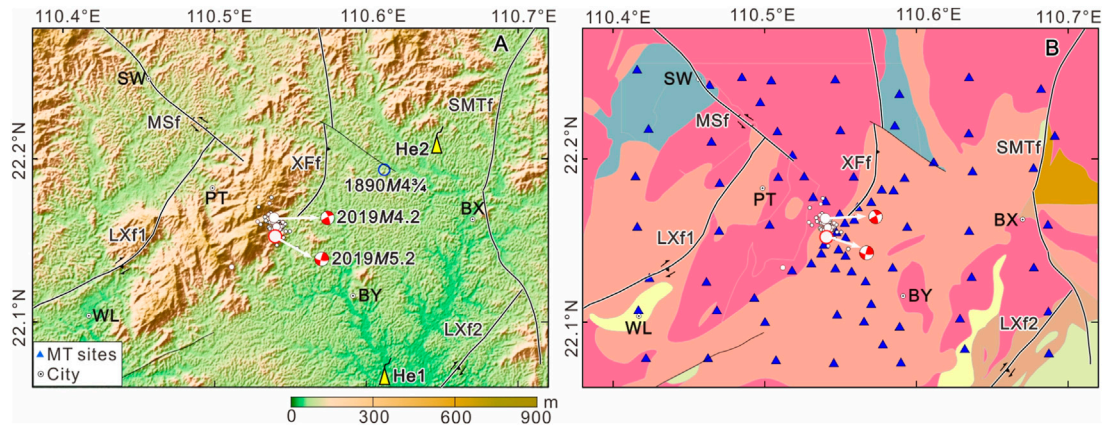 110.4°E 110.5°E 110.6°E 110.7°E
110.4°E 110.5°E 110.6°E 110.7°E
A
SW
MSf
SMTf
22.2°N
He2
XFf
1890M4¾
PT
2019M4.2
BX
LXf1
2019M5.2
BY
22.1°N
WL
LXf2
MT sites
City
He1
0 300 600 900 m
B
SW
MSf
SMTf
22.2°N
XFf
PT
BX
LXf1
BY
22.1°N
WL
LXf2